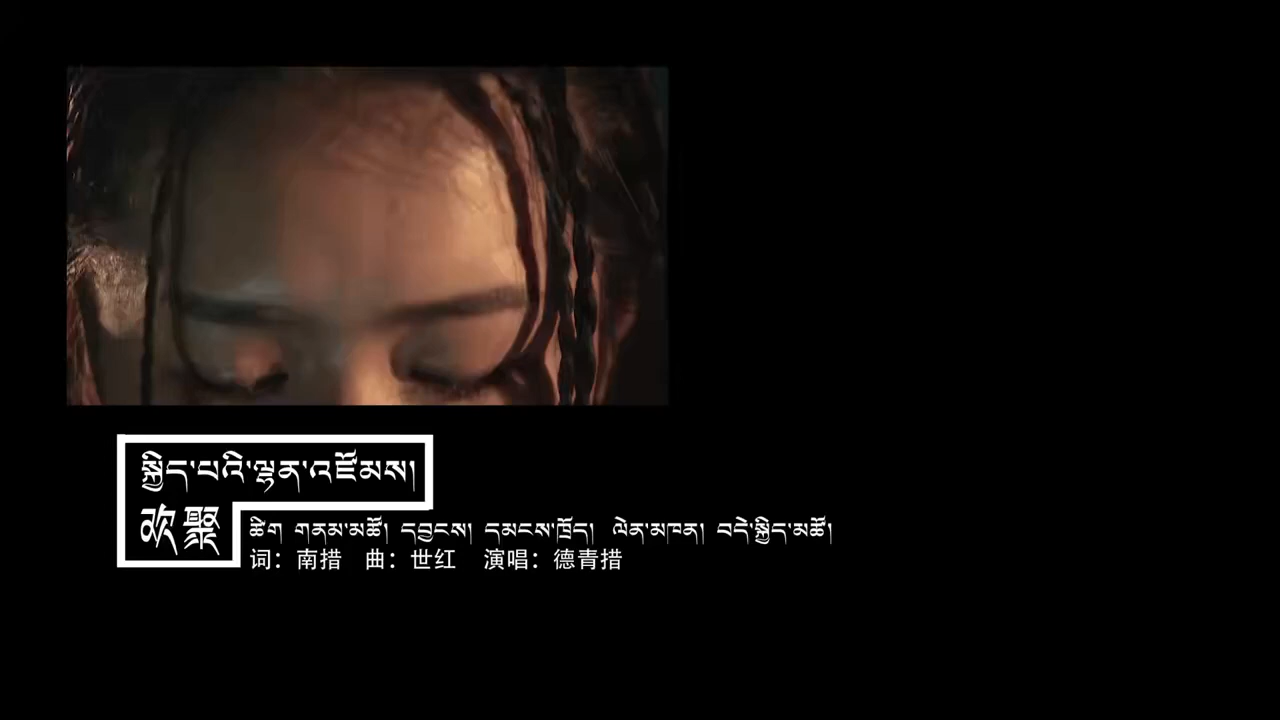 སྐྱིད་པའི་ལྷན་འཛོམས།
欢聚
ཚིག གནམ་མཚོ། དབྱངས། དམངས་ཁྲོད། ལེན་མཁན། བདེ་སྐྱིད་མཚོ།
词：南措 曲：世红 演唱：德青措